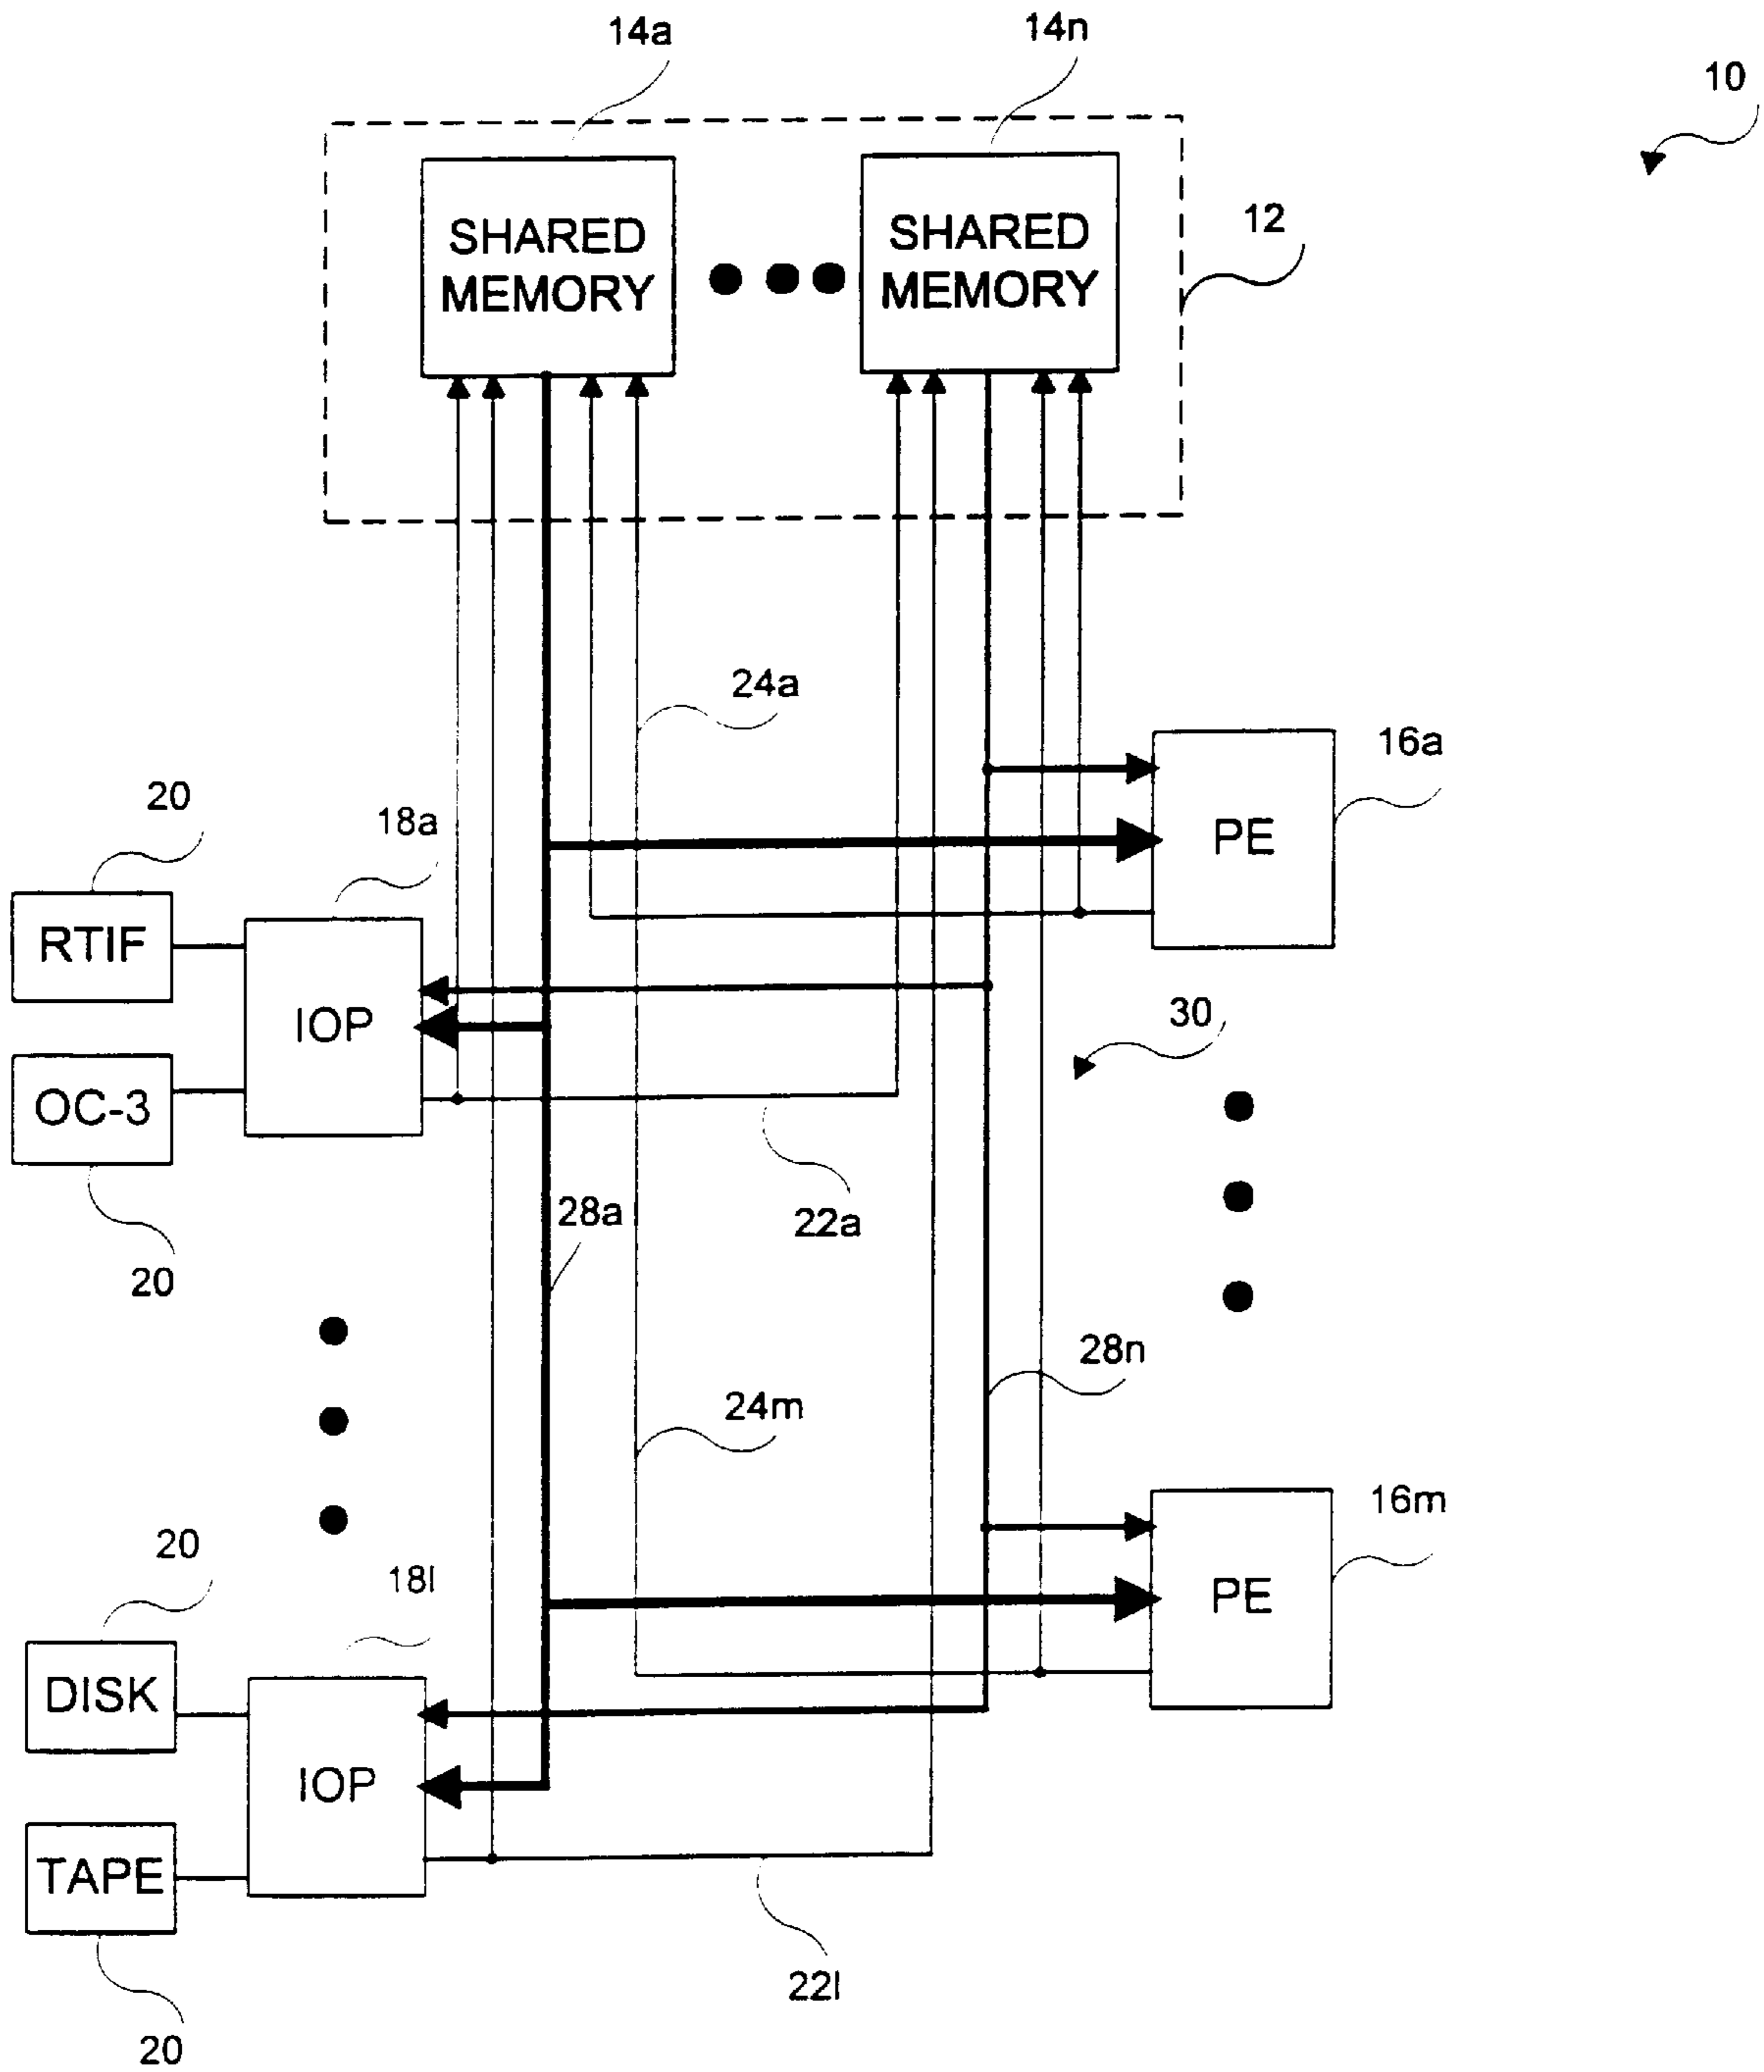 14a
14n
10
SHARED
MEMORY
SHARED
MEMORY
12
24a
16a
20
18a
PE
RTIF
IOP
30
OC-3
28a
22a
20
28n
24m
16m
20
18l
PE
DISK
IOP
TAPE
22l
20